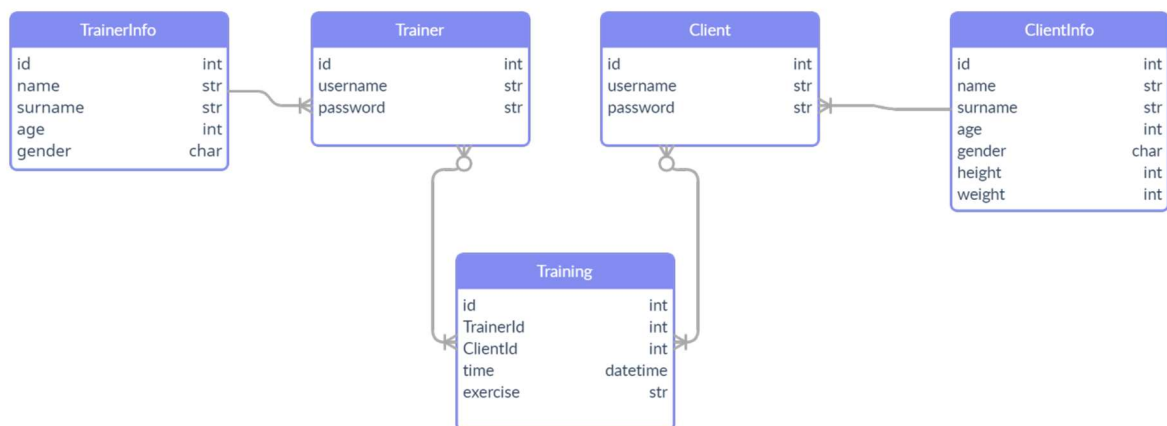 TrainerInfo
id int
name str
surname str
age int
gender char
Trainer
id int
username str
password str
Client
id int
username str
password str
ClientInfo
id int
name str
surname str
age int
gender char
height int
weight int
Training
id int
TrainerId int
ClientId int
time datetime
exercise str